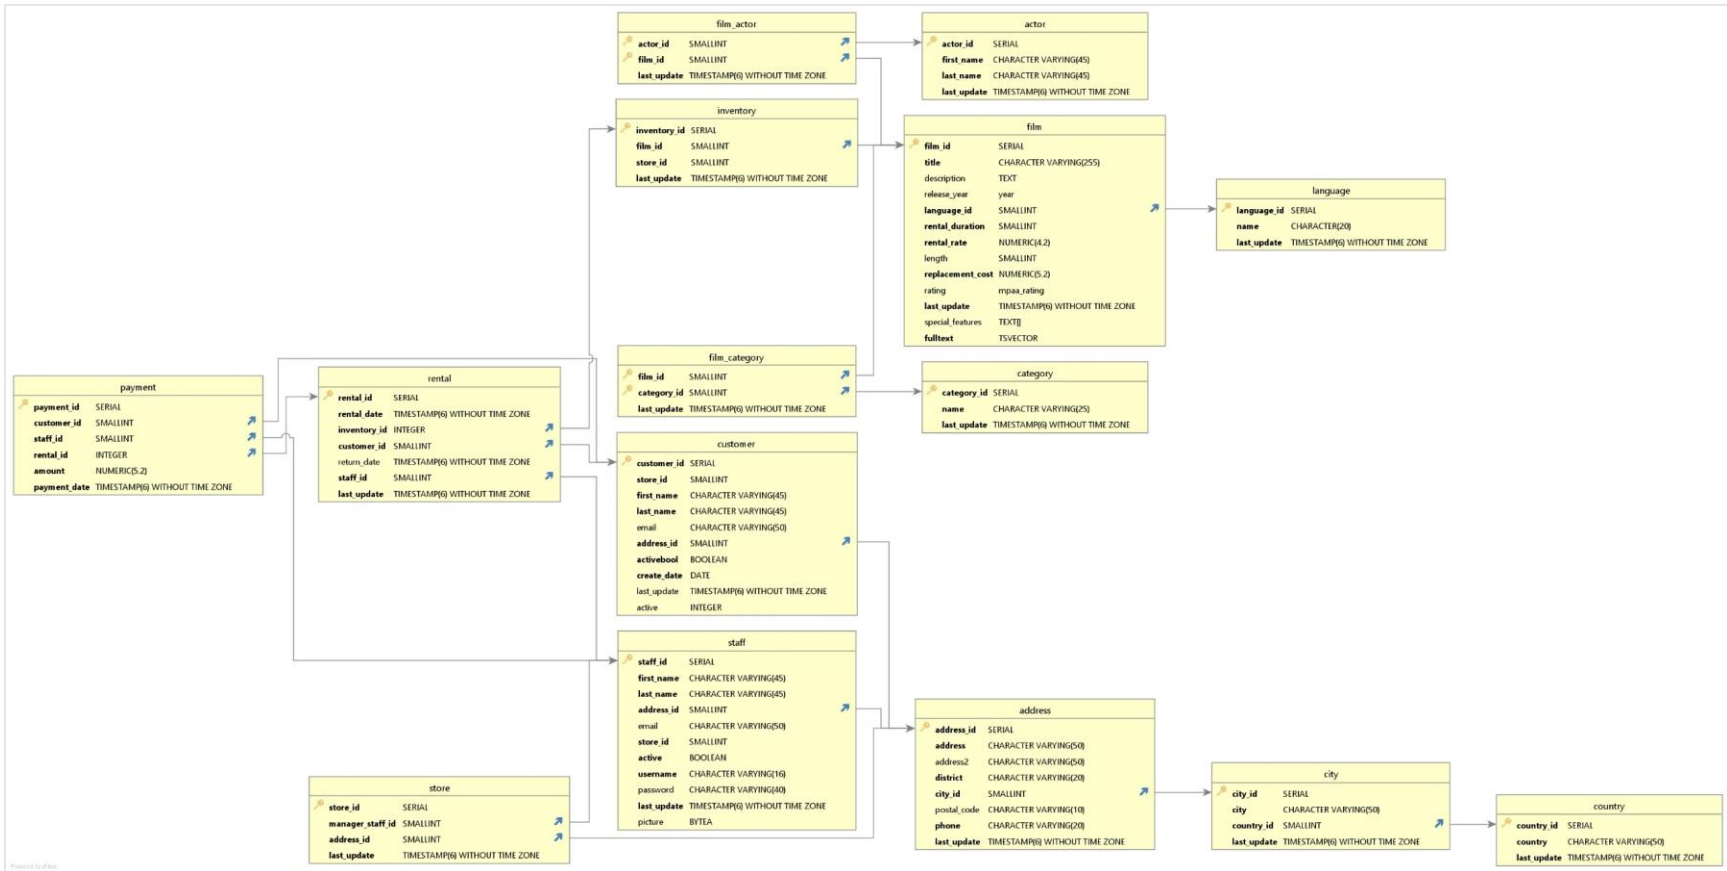 film_actor
actor_id SMALLINT
film_id SMALLINT
last_update TIMESTAMP(6) WITHOUT TIME ZONE
actor
actor_id SERIAL
first_name CHARACTER VARYING(45)
last_name CHARACTER VARYING(45)
last_update TIMESTAMP(6) WITHOUT TIME ZONE
inventory
inventory_id SERIAL
film_id SMALLINT
store_id SMALLINT
last_update TIMESTAMP(6) WITHOUT TIME ZONE
film
film_id SERIAL
title CHARACTER VARYING(255)
description TEXT
release_year year
language_id SMALLINT
rental_duration SMALLINT
rental_rate NUMERIC(4.2)
length SMALLINT
replacement_cost NUMERIC(5.2)
rating mpaa_rating
last_update TIMESTAMP(6) WITHOUT TIME ZONE
special_features TEXT[]
fulltext TSVECTOR
language
language_id SERIAL
name CHARACTER(20)
last_update TIMESTAMP(6) WITHOUT TIME ZONE
payment
payment_id SERIAL
customer_id SMALLINT
staff_id SMALLINT
rental_id INTEGER
amount NUMERIC(5.2)
payment_date TIMESTAMP(6) WITHOUT TIME ZONE
rental
rental_id SERIAL
rental_date TIMESTAMP(6) WITHOUT TIME ZONE
inventory_id INTEGER
customer_id SMALLINT
return_date TIMESTAMP(6) WITHOUT TIME ZONE
staff_id SMALLINT
last_update TIMESTAMP(6) WITHOUT TIME ZONE
film_category
film_id SMALLINT
category_id SMALLINT
last_update TIMESTAMP(6) WITHOUT TIME ZONE
category
category_id SERIAL
name CHARACTER VARYING(25)
last_update TIMESTAMP(6) WITHOUT TIME ZONE
customer
customer_id SERIAL
store_id SMALLINT
first_name CHARACTER VARYING(45)
last_name CHARACTER VARYING(45)
email CHARACTER VARYING(50)
address_id SMALLINT
activebool BOOLEAN
create_date DATE
last_update TIMESTAMP(6) WITHOUT TIME ZONE
active INTEGER
staff
staff_id SERIAL
first_name CHARACTER VARYING(45)
last_name CHARACTER VARYING(45)
address_id SMALLINT
email CHARACTER VARYING(50)
store_id SMALLINT
active BOOLEAN
username CHARACTER VARYING(16)
password CHARACTER VARYING(40)
last_update TIMESTAMP(6) WITHOUT TIME ZONE
picture BYTEA
store
store_id SERIAL
manager_staff_id SMALLINT
address_id SMALLINT
last_update TIMESTAMP(6) WITHOUT TIME ZONE
address
address_id SERIAL
address CHARACTER VARYING(50)
address2 CHARACTER VARYING(50)
district CHARACTER VARYING(20)
city_id SMALLINT
postal_code CHARACTER VARYING(10)
phone CHARACTER VARYING(20)
last_update TIMESTAMP(6) WITHOUT TIME ZONE
city
city_id SERIAL
city CHARACTER VARYING(50)
country_id SMALLINT
last_update TIMESTAMP(6) WITHOUT TIME ZONE
country
country_id SERIAL
country CHARACTER VARYING(50)
last_update TIMESTAMP(6) WITHOUT TIME ZONE
Powered by yFiles